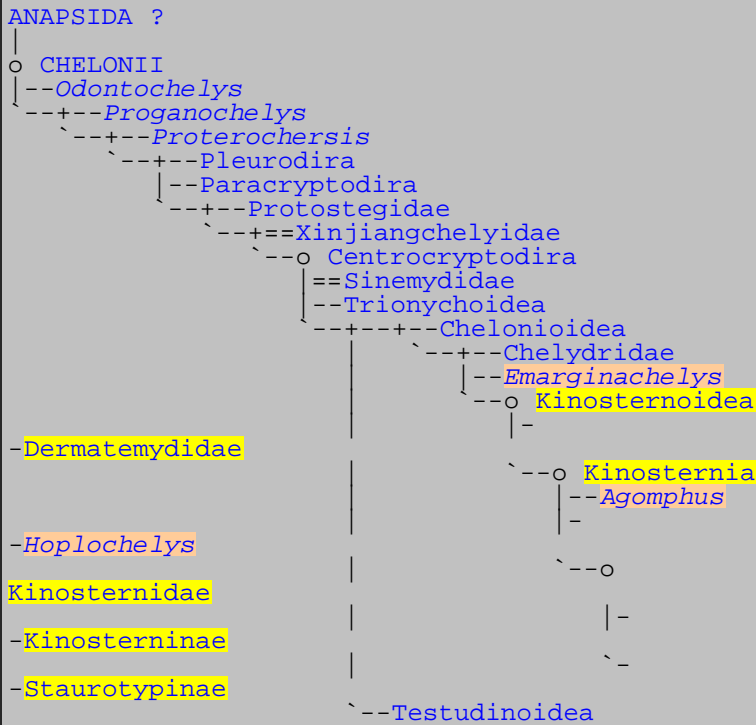 ANAPSIDA ?
|
o CHELONII
|--Odontochelys
`--+--Proganochelys
`--+--Proterochersis
`--+--Pleurodira
|--Paracryptodira
`--+--Protostegidae
`--+==Xinjiangchelyidae
`--o Centrocryptodira
|==Sinemydidae
|--Trionychoidea
`--+--+--Chelonioidea
| `--+--Chelydridae
| |--Emarginachelys
| `--o Kinosternoidea
| |-
-Dermatemydidae
| `--o Kinosternia
| |--Agomphus
| |-
-Hoplochelys
| `--o
Kinosternidae
| |-
-Kinosterninae
| `-
-Staurotypinae
`--Testudinoidea